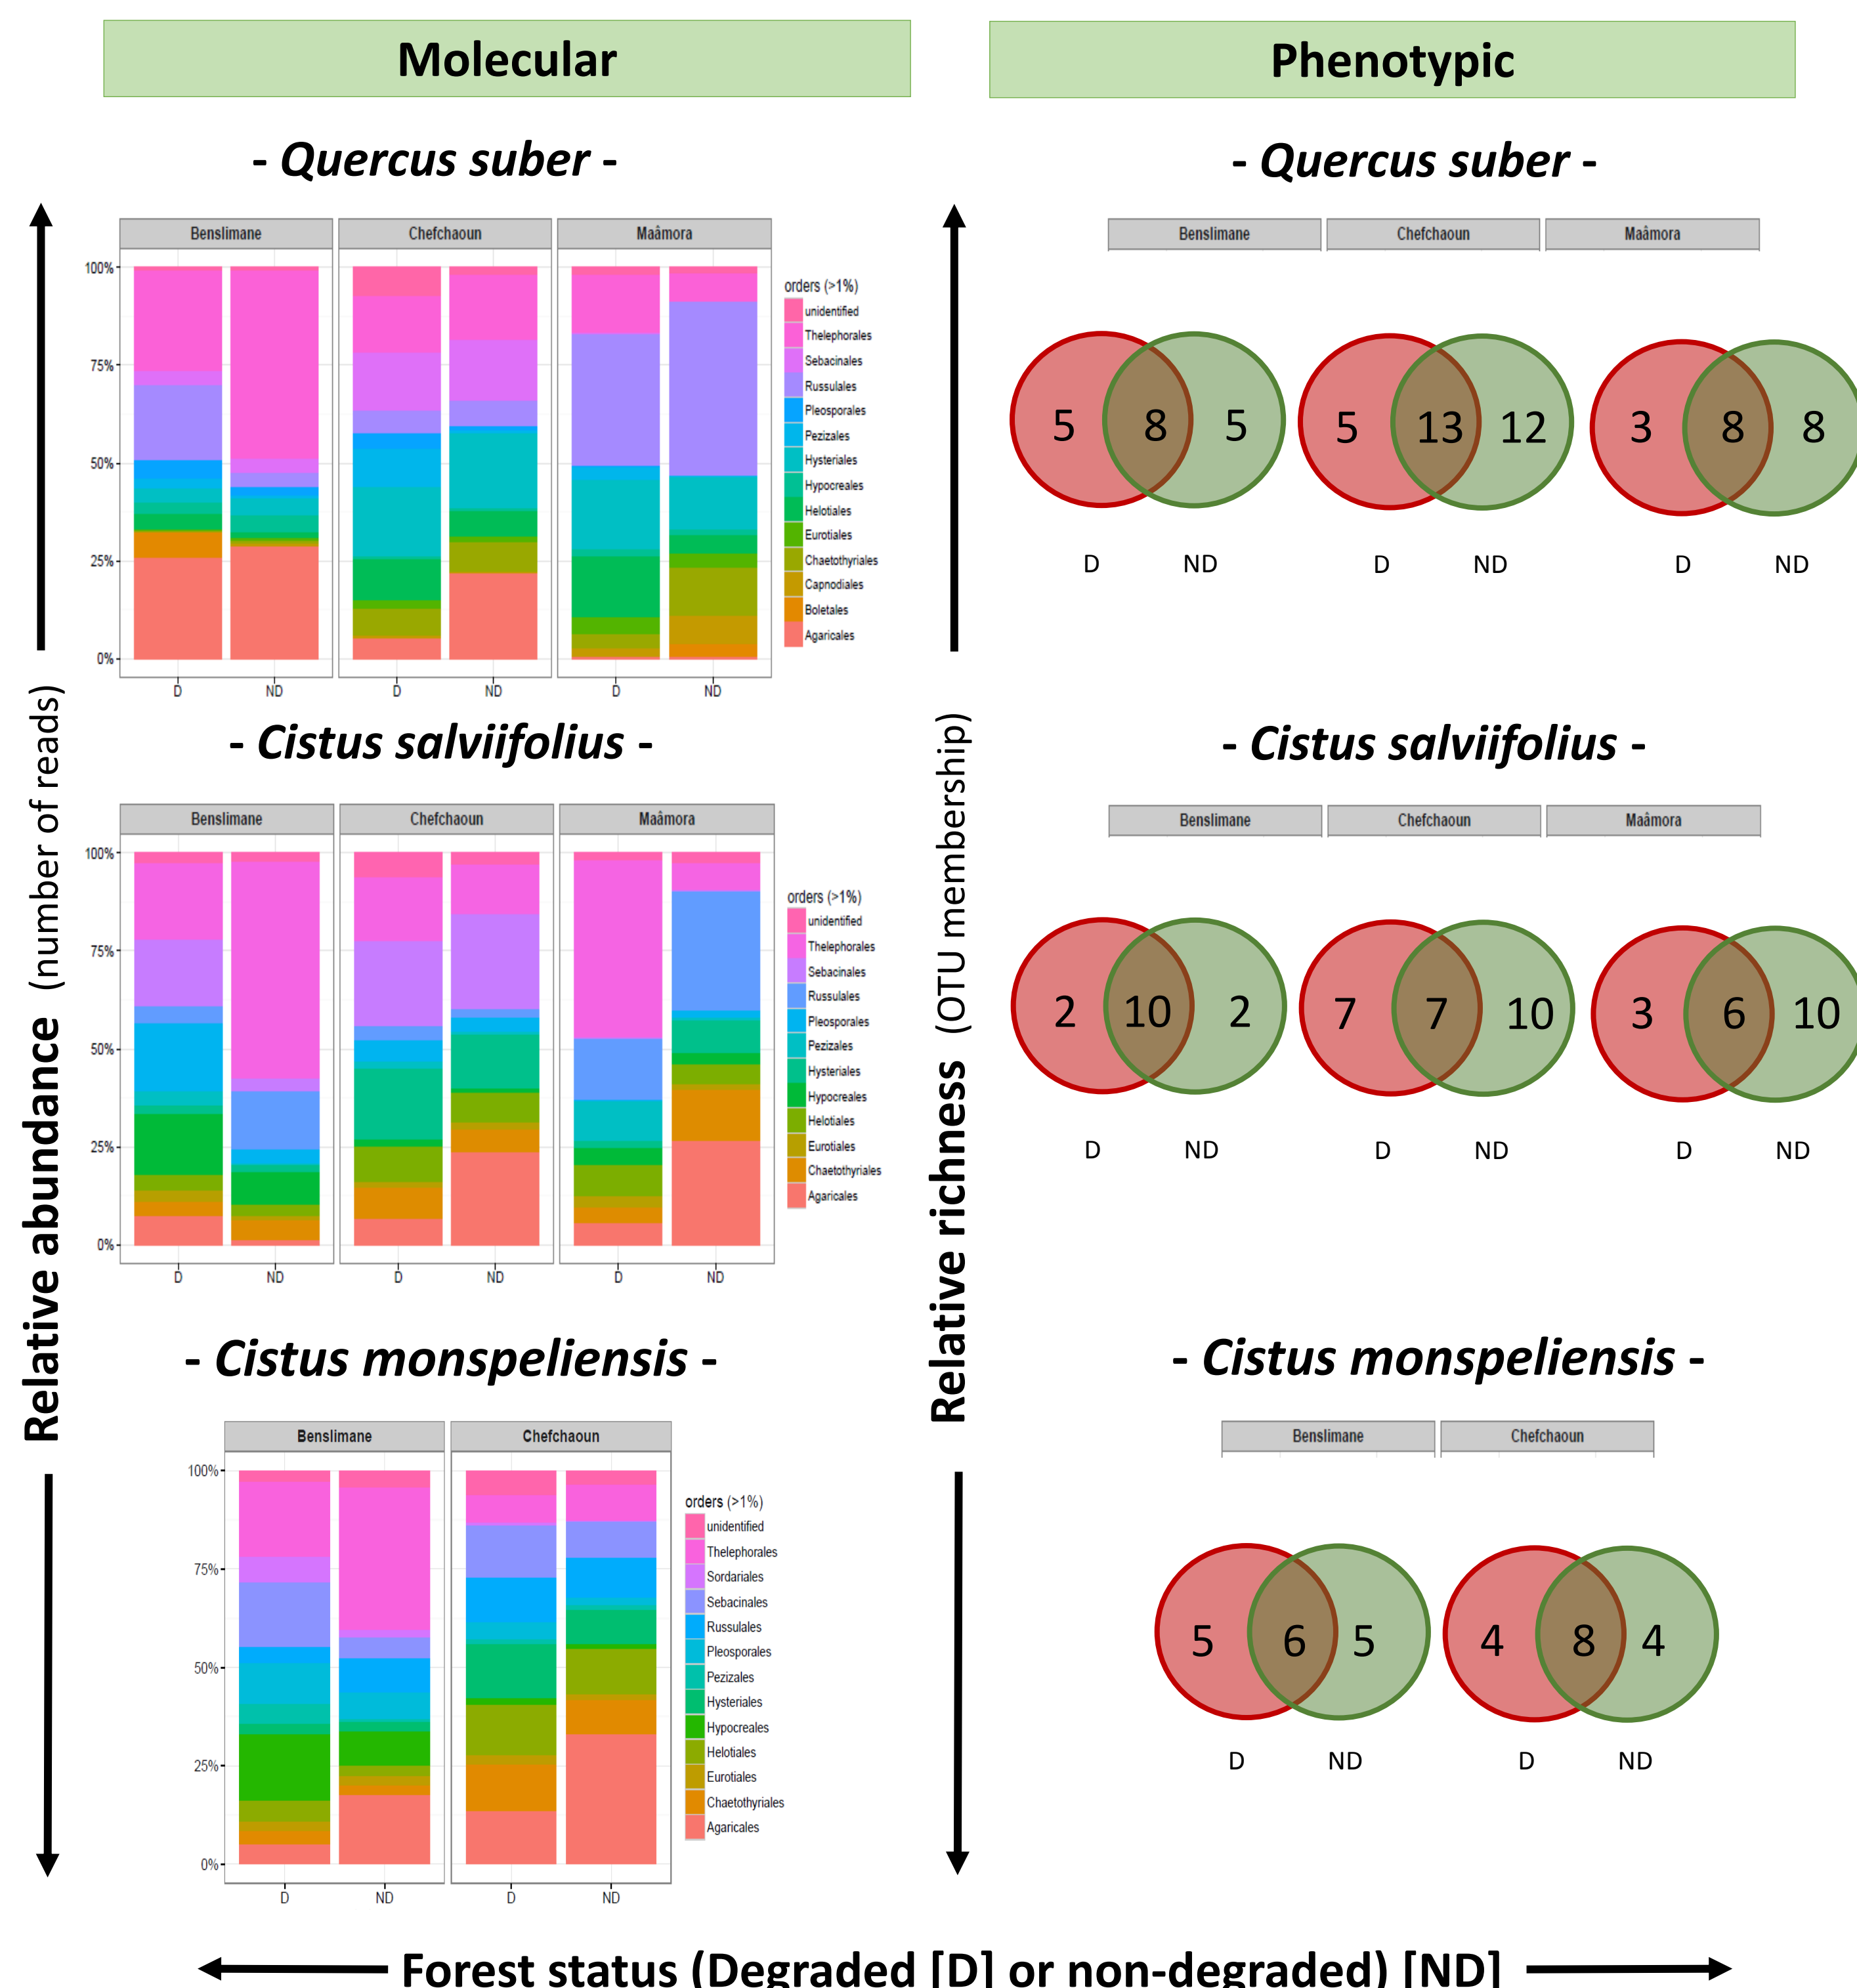 Molecular
Phenotypic
- Quercus suber -
- Quercus suber -
Benslimane
Chefchaoun
Maâmora
100%
75%
50%
25%
0%
D
ND
D
ND
D
ND
orders (>1%)
unidentified
Thelephorales
Sebacinales
Russulales
Pleosporales
Pezizales
Hysteriales
Hypocreales
Helotiales
Eurotiales
Chaetothyriales
Capnodiales
Boletales
Agaricales
Benslimane
Chefchaoun
Maâmora
5 8 5
5 13 12
3 8 8
D
ND
D
ND
D
ND
Relative abundance (number of reads)
Relative richness (OTU membership)
- Cistus salviifolius -
- Cistus salviifolius -
Benslimane
Chefchaoun
Maâmora
100%
75%
50%
25%
0%
D
ND
D
ND
D
ND
orders (>1%)
unidentified
Thelephorales
Sebacinales
Russulales
Pleosporales
Pezizales
Hysteriales
Hypocreales
Helotiales
Eurotiales
Chaetothyriales
Agaricales
Benslimane
Chefchaoun
Maâmora
2 10 2
7 7 10
3 6 10
D
ND
D
ND
D
ND
- Cistus monspeliensis -
- Cistus monspeliensis -
Benslimane
Chefchaoun
100%
75%
50%
25%
0%
D
ND
D
ND
orders (>1%)
unidentified
Thelephorales
Sordariales
Sebacinales
Russulales
Pleosporales
Pezizales
Hysteriales
Hypocreales
Helotiales
Eurotiales
Chaetothyriales
Agaricales
Benslimane
Chefchaoun
5 6 5
4 8 4
D
ND
D
ND
Forest status (Degraded [D] or non-degraded) [ND]